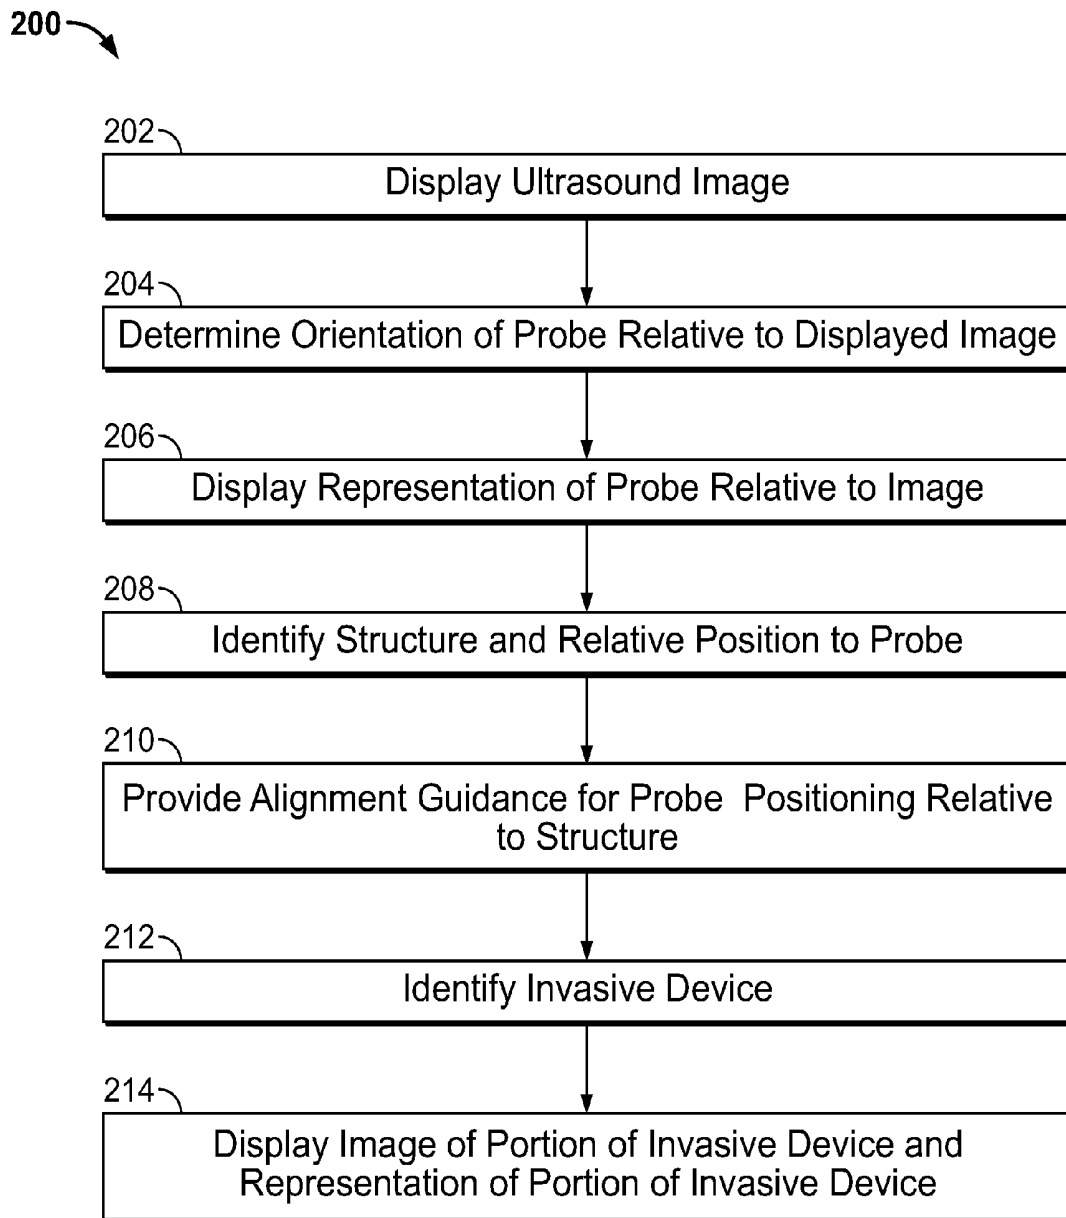 200
202
Display Ultrasound Image
204
Determine Orientation of Probe Relative to Displayed Image
206
Display Representation of Probe Relative to Image
208
Identify Structure and Relative Position to Probe
210
Provide Alignment Guidance for Probe Positioning Relative
to Structure
212
Identify Invasive Device
214
Display Image of Portion of Invasive Device and
Representation of Portion of Invasive Device